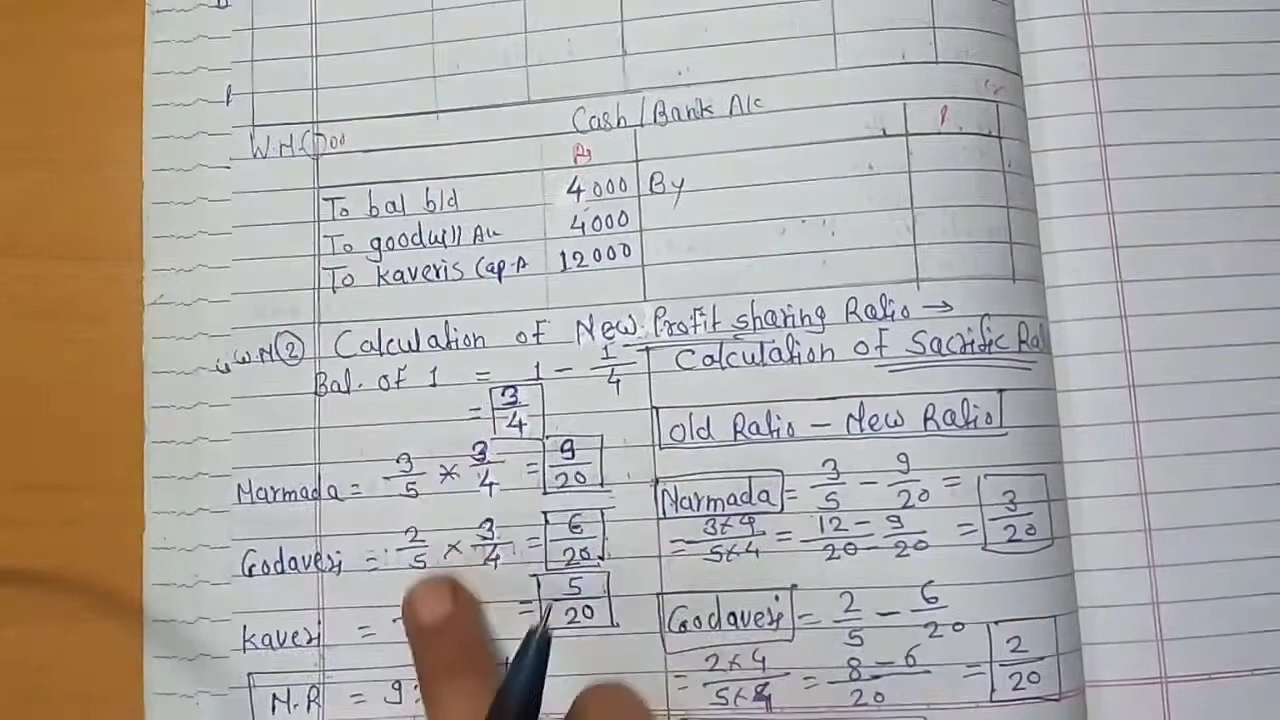 Cash/Bank A/c
W.N(1)
Rs
To bal b/d 4000 By
To goodwill A/c 4000
To kaveris Cap-A 12000
W.N(2) Calculation of New Profit sharing Ratio →
Bal. of 1 = 1 - 1/4
= 3/4
Narmada = 3/5 × 3/4 = 9/20
Godaveri = 2/5 × 3/4 = 6/20
kaveri = = 5/20
N.R = 9:
Calculation of Sacrific Ra
Old Ratio - New Ratio
Narmada = 3/5 - 9/20 =
= 3×4/5×4 = 12-9/20-20 = 3/20
Godaveri = 2/5 - 6/20
= 2×4/5×4 = 8-6/20 = 2/20